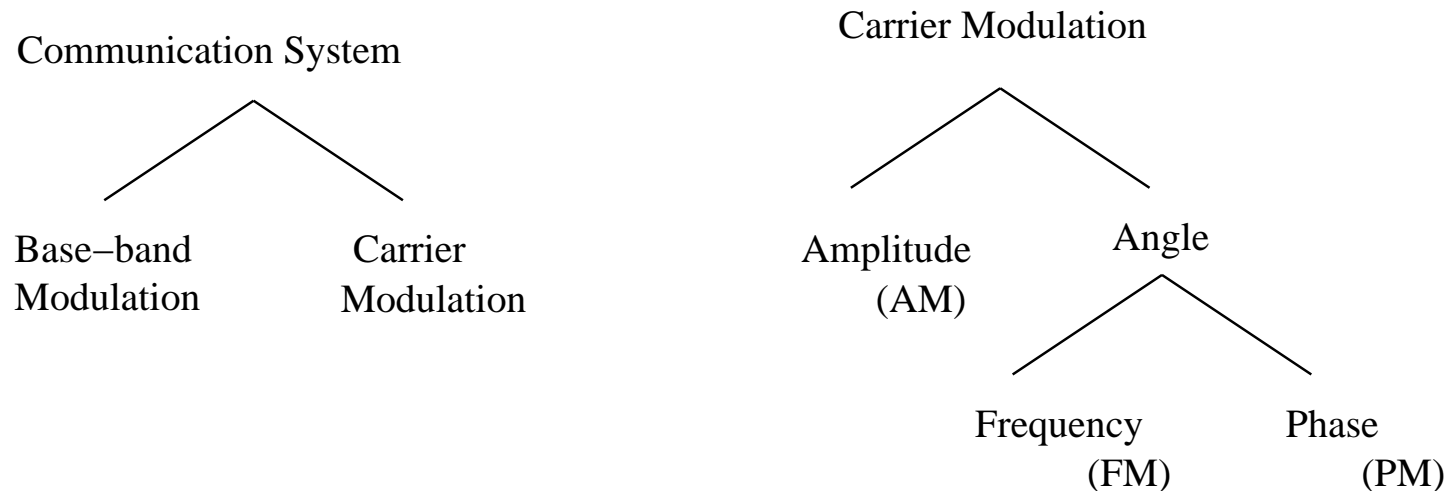 Communication System
Base−band
Modulation
Carrier
Modulation
Carrier Modulation
Amplitude
(AM)
Angle
Frequency
(FM)
Phase
(PM)